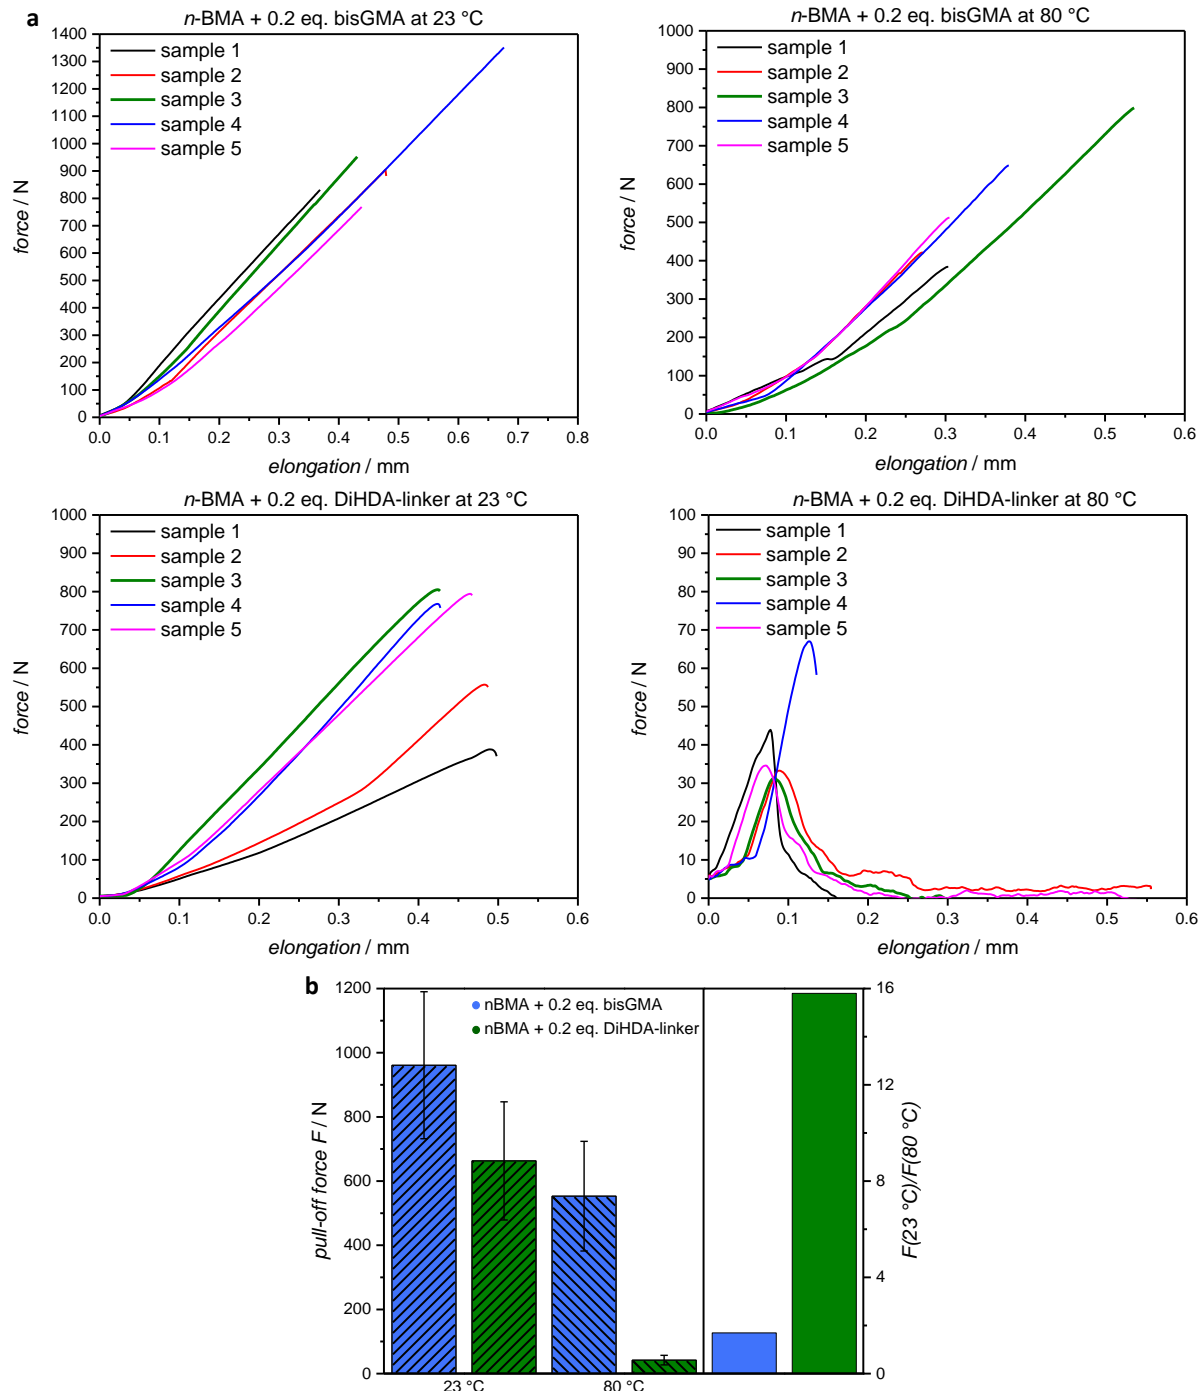 a
n-BMA + 0.2 eq. bisGMA at 23 °C
1400
1300
1200
1100
1000
900
800
700
600
500
400
300
200
100
0
force / N
sample 1
sample 2
sample 3
sample 4
sample 5
0.0 0.1 0.2 0.3 0.4 0.5 0.6 0.7 0.8
elongation / mm
n-BMA + 0.2 eq. bisGMA at 80 °C
1000
900
800
700
600
500
400
300
200
100
0
force / N
sample 1
sample 2
sample 3
sample 4
sample 5
0.0 0.1 0.2 0.3 0.4 0.5 0.6
elongation / mm
n-BMA + 0.2 eq. DiHDA-linker at 23 °C
1000
900
800
700
600
500
400
300
200
100
0
force / N
sample 1
sample 2
sample 3
sample 4
sample 5
0.0 0.1 0.2 0.3 0.4 0.5 0.6
elongation / mm
n-BMA + 0.2 eq. DiHDA-linker at 80 °C
100
90
80
70
60
50
40
30
20
10
0
force / N
sample 1
sample 2
sample 3
sample 4
sample 5
0.0 0.1 0.2 0.3 0.4 0.5 0.6
elongation / mm
b
1200
1000
800
600
400
200
0
pull-off force F / N
nBMA + 0.2 eq. bisGMA
nBMA + 0.2 eq. DiHDA-linker
23 °C 80 °C
16
12
8
4
0
F(23 °C)/F(80 °C)